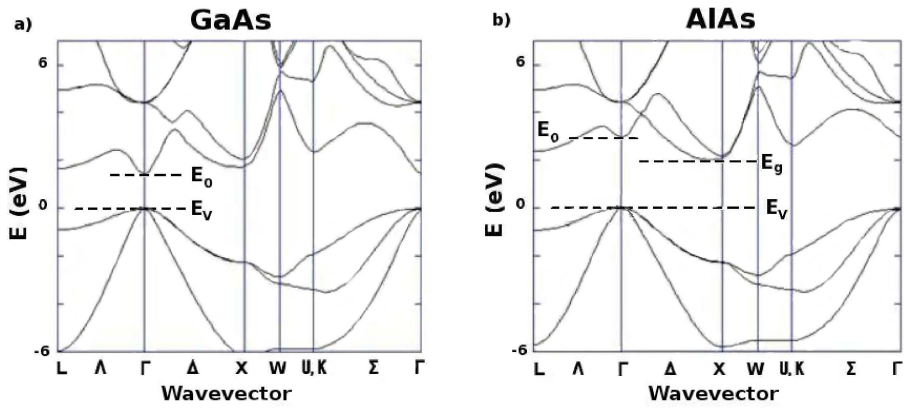 a) GaAs
E (eV)
6
0
-6
E0
EV
L Λ Γ Δ X W U,K Σ Γ
Wavevector
b) AlAs
E (eV)
6
0
-6
E0
Eg
EV
L Λ Γ Δ X W U,K Σ Γ
Wavevector